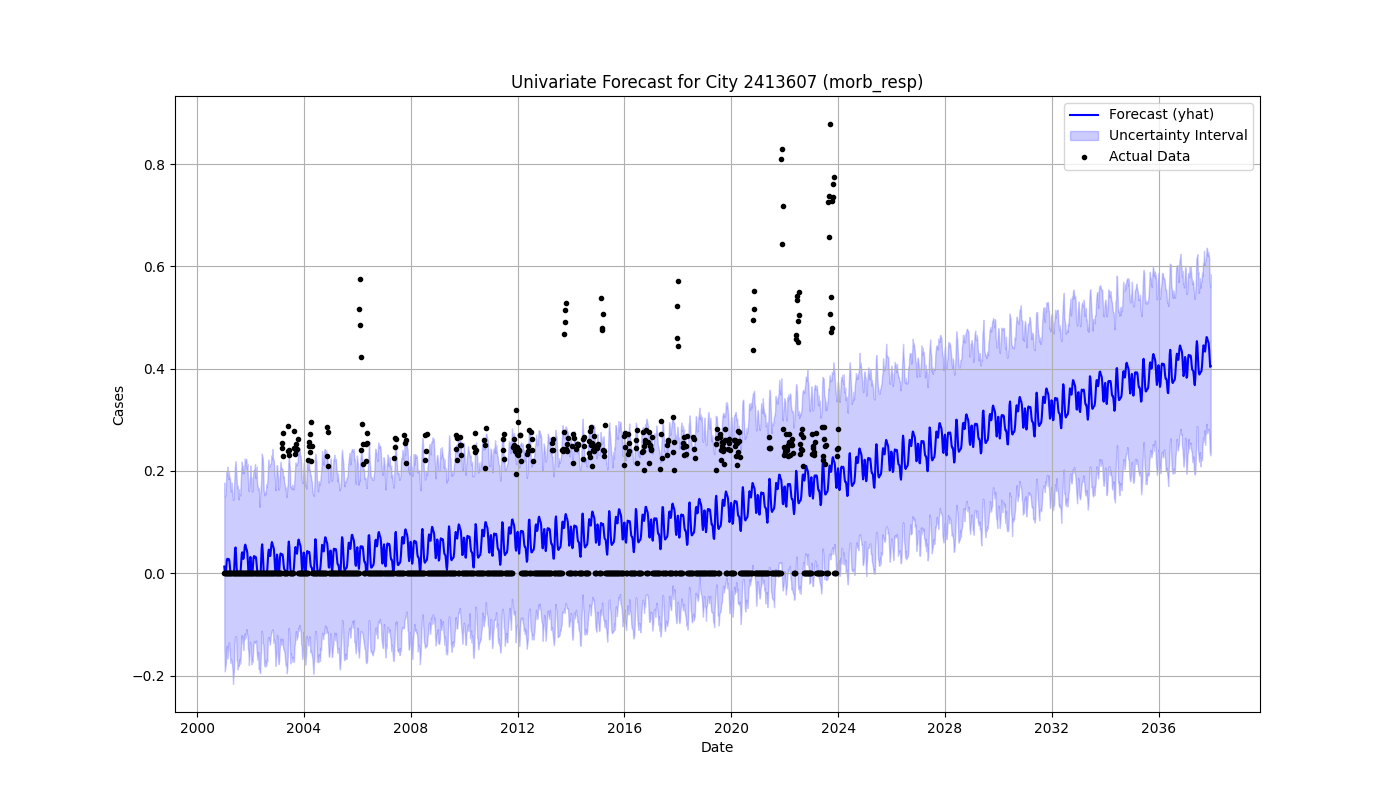 Univariate Forecast for City 2413607 (morb_resp)
Forecast (yhat)
Uncertainty Interval
Actual Data
Cases
0.8
0.6
0.4
0.2
0.0
−0.2
2000 2004 2008 2012 2016 2020 2024 2028 2032 2036
Date